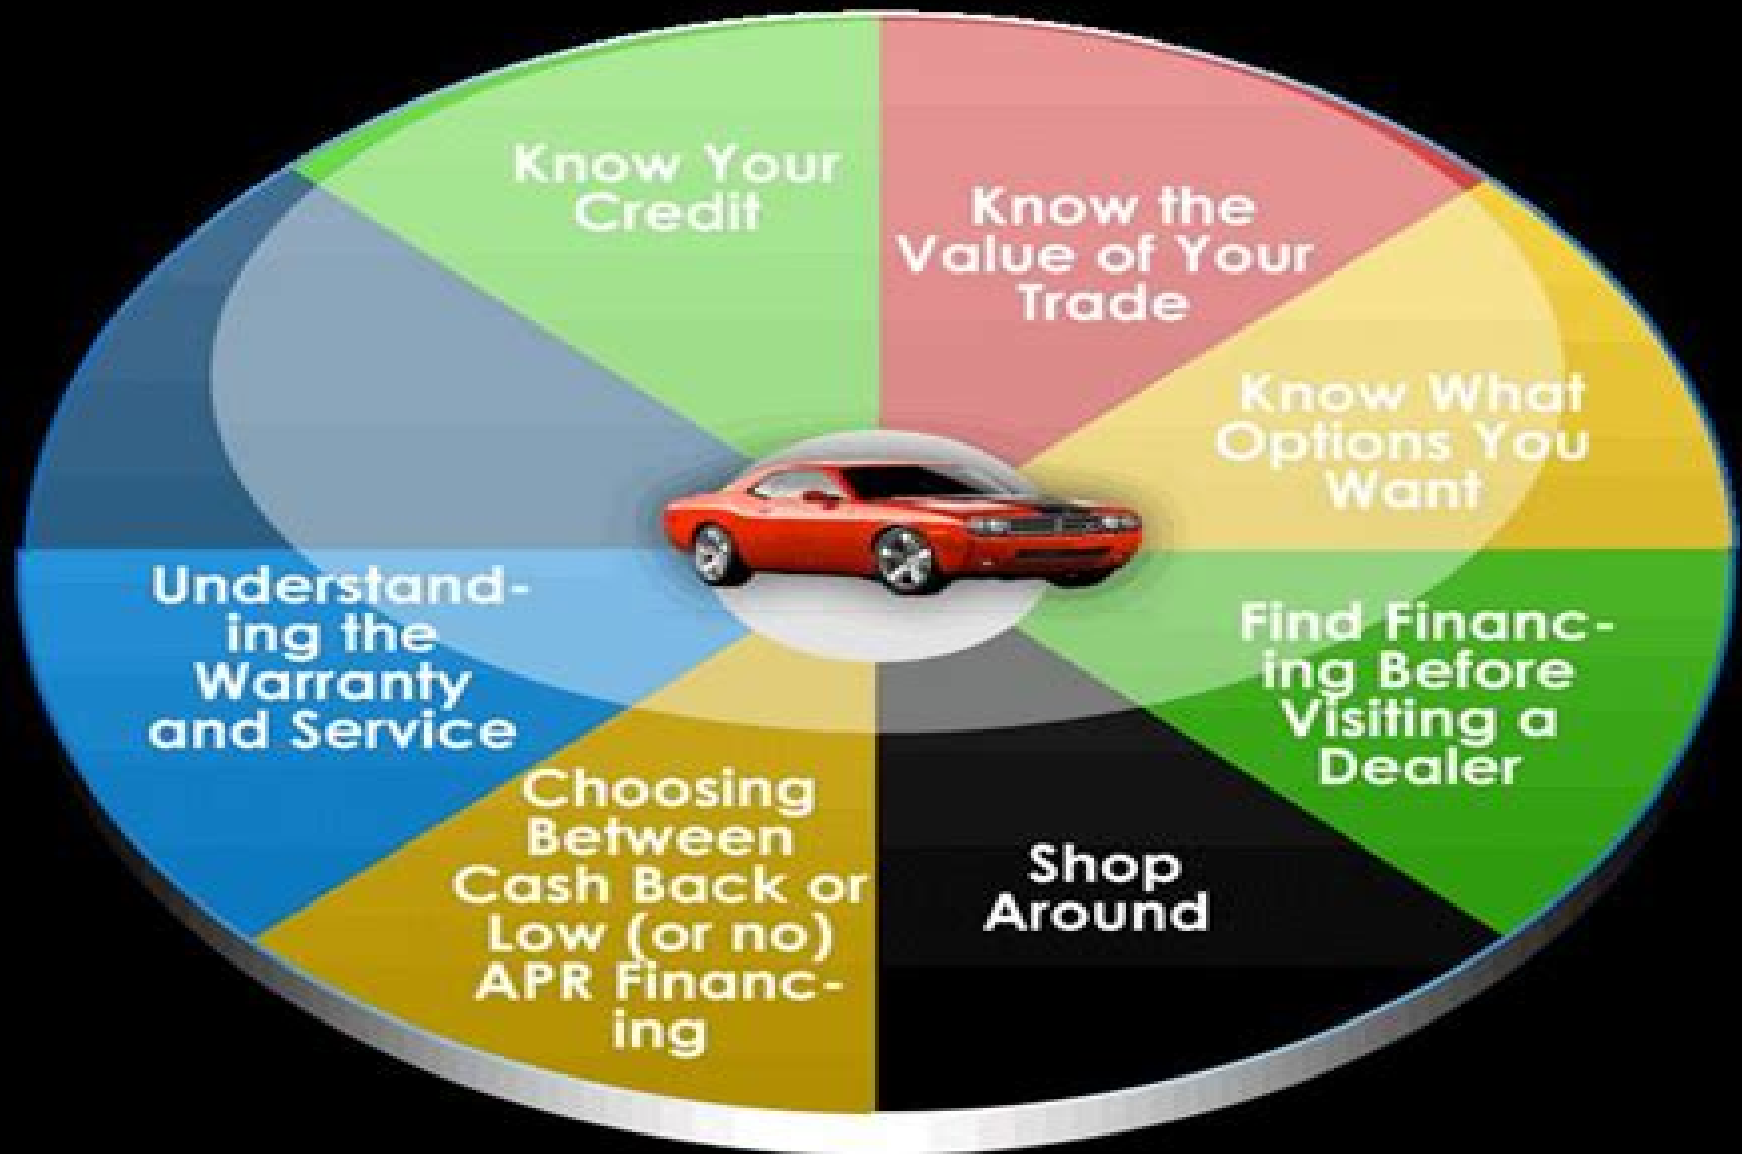 Know Your
Credit
Know the
Value of Your
Trade
Know What
Options You
Want
Find Financ-
ing Before
Visiting a
Dealer
Shop
Around
Choosing
Between
Cash Back or
Low (or no)
APR Financ-
ing
Understand-
ing the
Warranty
and Service